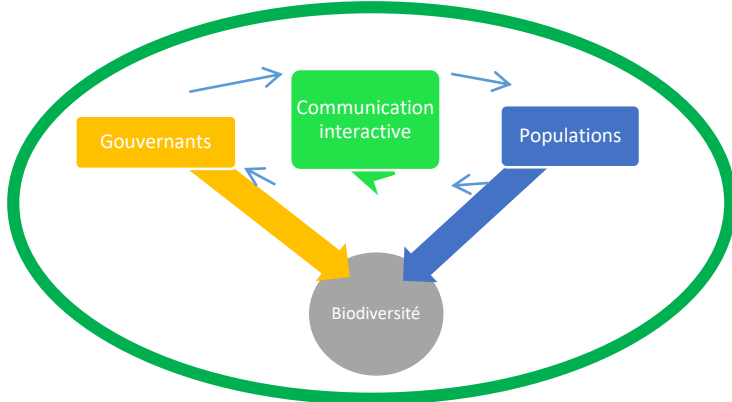 Communication
interactive
Gouvernants
Populations
Biodiversité